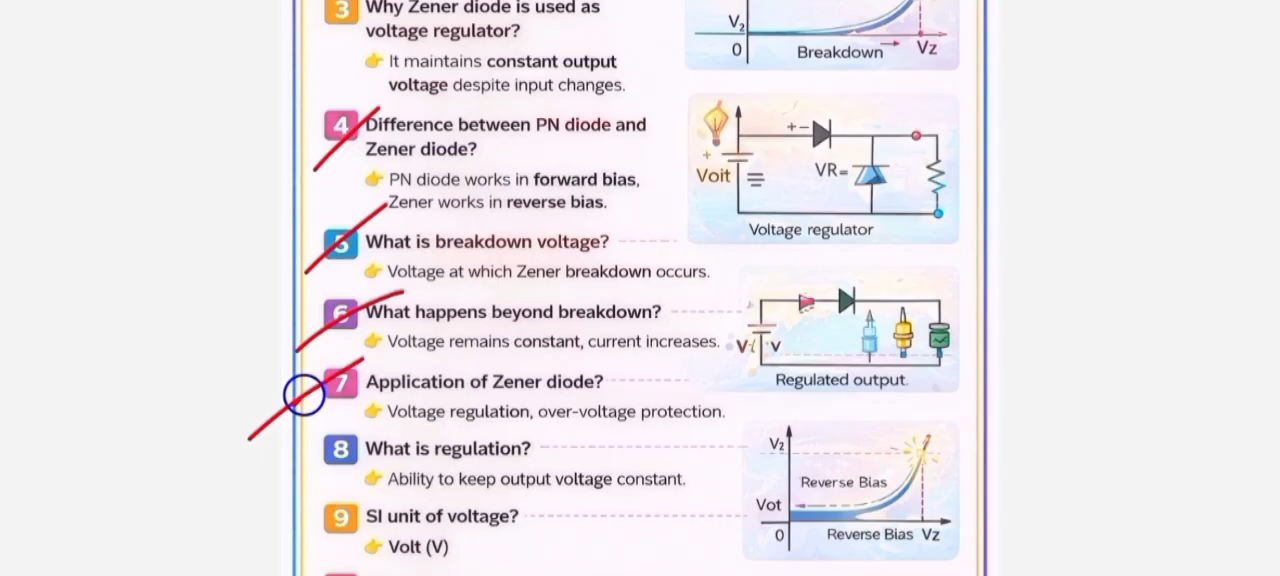 3 Why Zener diode is used as
voltage regulator?
It maintains constant output
voltage despite input changes.
V2
0 Breakdown Vz
4 Difference between PN diode and
Zener diode?
PN diode works in forward bias,
Zener works in reverse bias.
+ −
+
Voit
VR=
Voltage regulator
5 What is breakdown voltage?
Voltage at which Zener breakdown occurs.
6 What happens beyond breakdown?
Voltage remains constant, current increases.
V
v
Regulated output.
7 Application of Zener diode?
Voltage regulation, over-voltage protection.
8 What is regulation?
Ability to keep output voltage constant.
V2
Reverse Bias
Vot
0 Reverse Bias Vz
9 SI unit of voltage?
Volt (V)